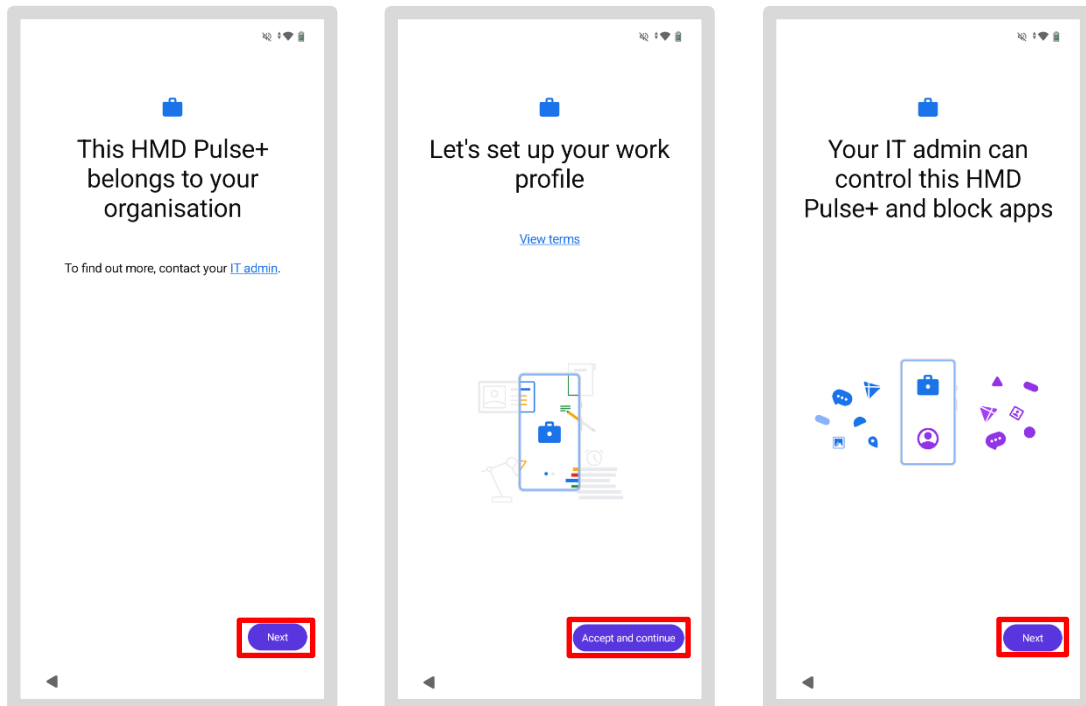 This HMD Pulse+
belongs to your
organisation
To find out more, contact your IT admin.
Next
Let's set up your work
profile
View terms
Accept and continue
Your IT admin can
control this HMD
Pulse+ and block apps
Next